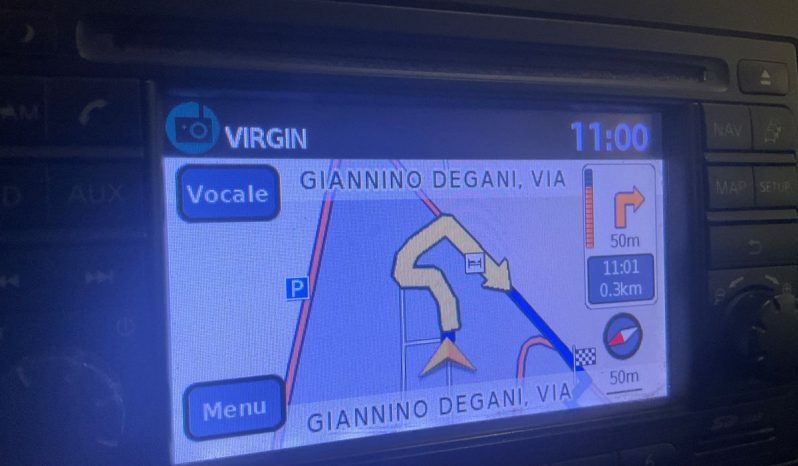 VIRGIN 11:00
Vocale
GIANNINO DEGANI, VIA
50m
11:01
0.3km
P
50m
Menu
GIANNINO DEGANI, VIA
AUX
NAV
MAP
SETUP